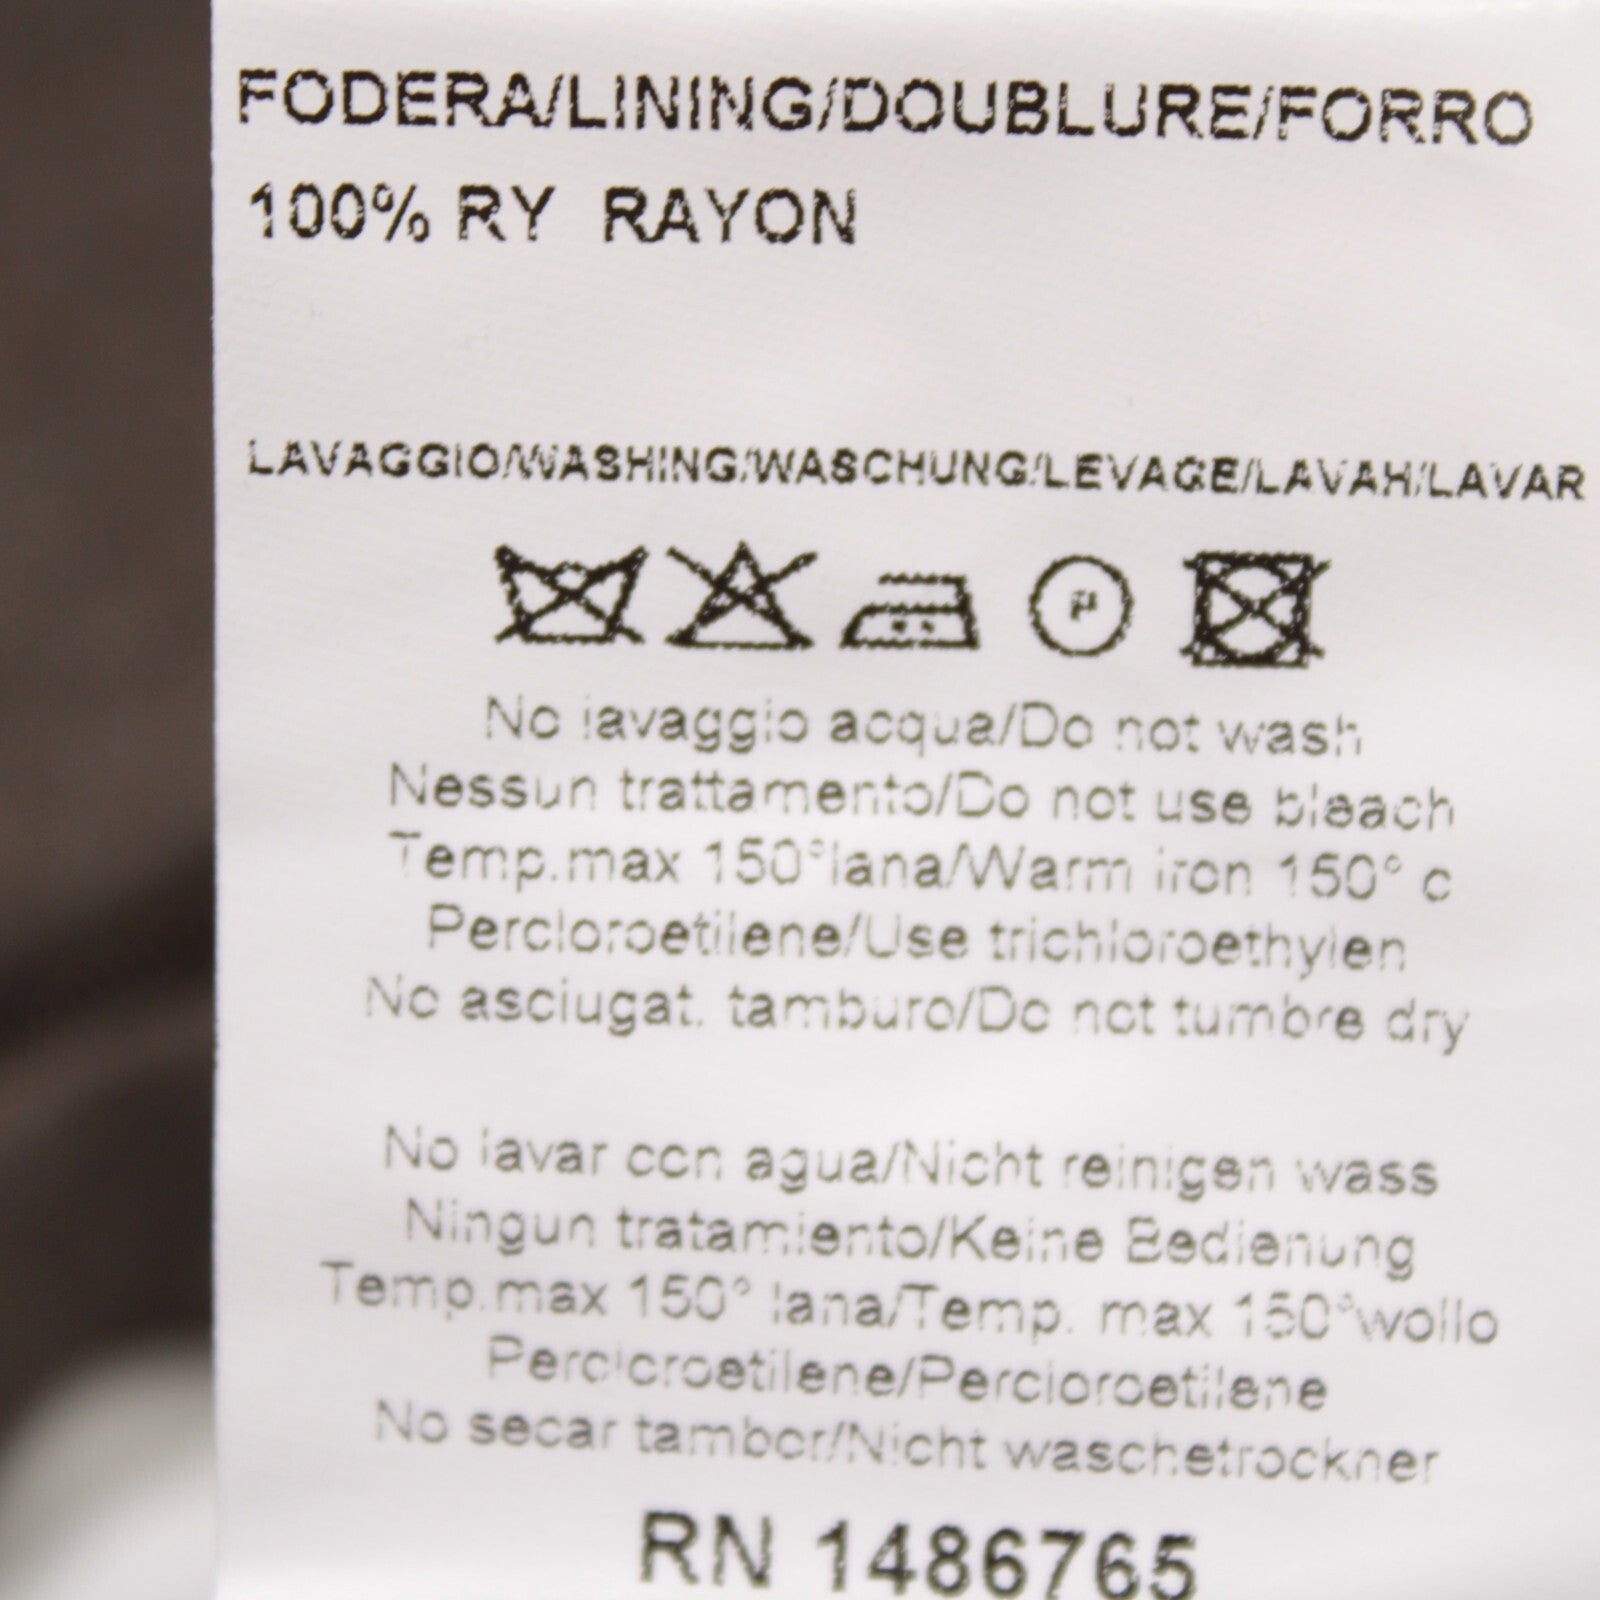 FODERA/LINING/DOUBLURE/FORRO
100% RY RAYON
LAVAGGIO/WASHING/WASCHUNG/LEVAGE/LAVAH/LAVAR
P
No lavaggio acqua/Do not wash
Nessun trattamento/Do not use bleach
Temp.max 150°lana/Warm iron 150° c
Percloroetilene/Use trichloroethylen
No asciugat. tamburo/Do not tumbre dry
No lavar con agua/Nicht reinigen wass
Ningun tratamiento/Keine Bedienung
Temp.max 150° lana/Temp. max 150°wollo
Percloroetilene/Percloroetilene
No secar tambor/Nicht waschetrockner
RN 1486765